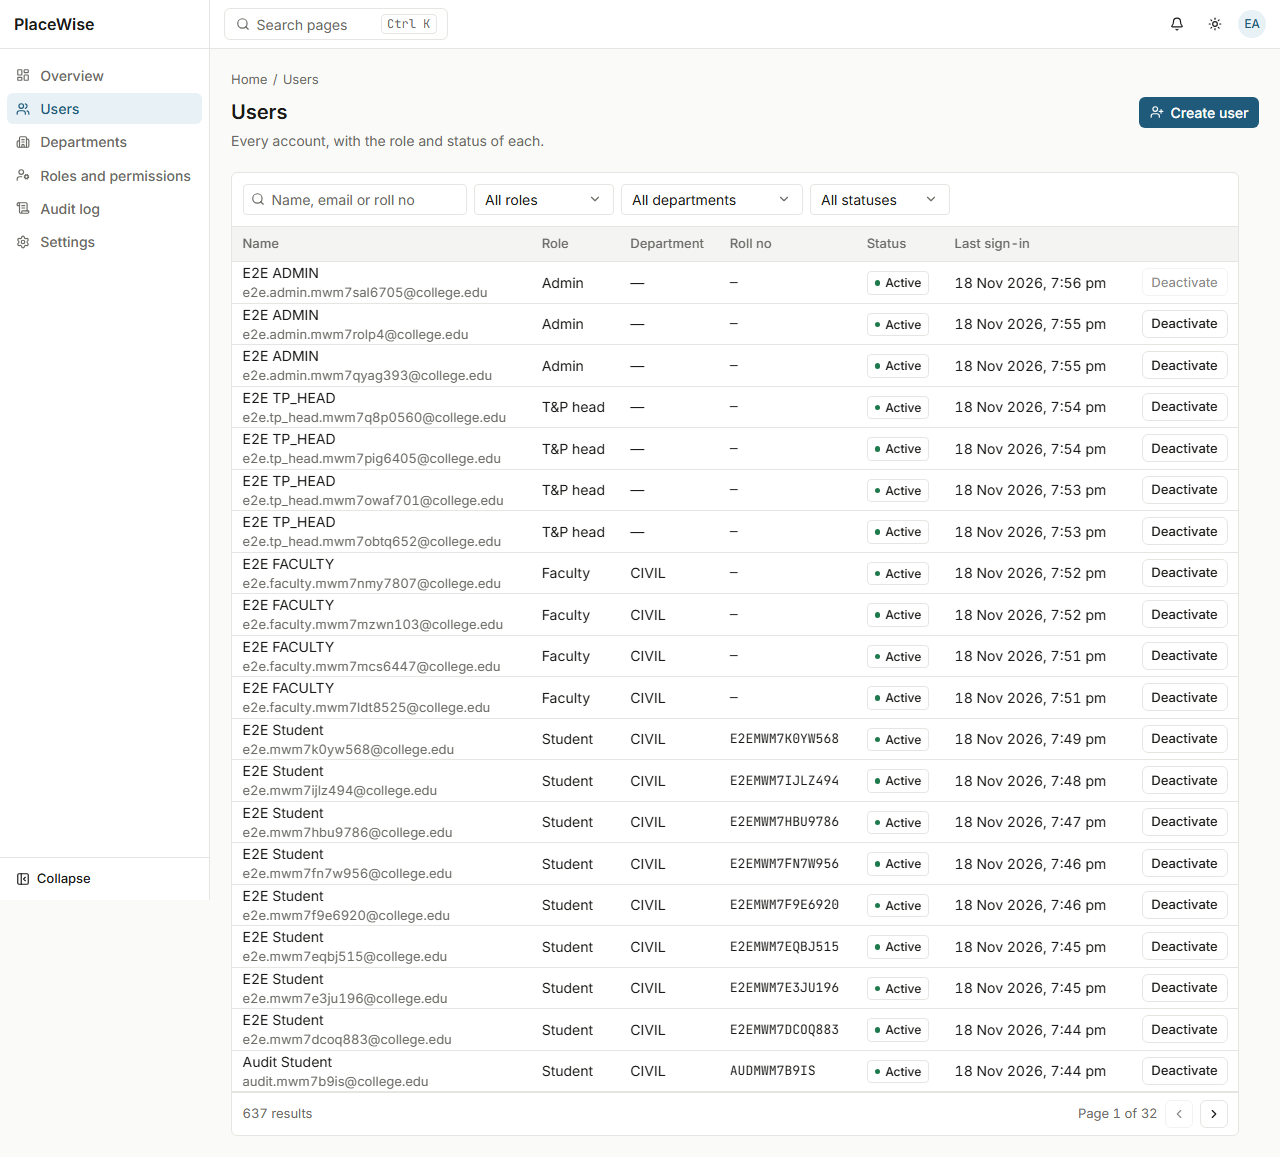 PlaceWise
Search pages Ctrl K
EA
Overview
Users
Departments
Roles and permissions
Audit log
Settings
Collapse
Home / Users
Users
Create user
Every account, with the role and status of each.
Name, email or roll no All roles All departments All statuses
Name Role Department Roll no Status Last sign-in
E2E ADMIN
e2e.admin.mwm7sal6705@college.edu
Admin — — Active 18 Nov 2026, 7:56 pm Deactivate
E2E ADMIN
e2e.admin.mwm7rolp4@college.edu
Admin — — Active 18 Nov 2026, 7:55 pm Deactivate
E2E ADMIN
e2e.admin.mwm7qyag393@college.edu
Admin — — Active 18 Nov 2026, 7:55 pm Deactivate
E2E TP_HEAD
e2e.tp_head.mwm7q8p0560@college.edu
T&P head — — Active 18 Nov 2026, 7:54 pm Deactivate
E2E TP_HEAD
e2e.tp_head.mwm7pig6405@college.edu
T&P head — — Active 18 Nov 2026, 7:54 pm Deactivate
E2E TP_HEAD
e2e.tp_head.mwm7owaf701@college.edu
T&P head — — Active 18 Nov 2026, 7:53 pm Deactivate
E2E TP_HEAD
e2e.tp_head.mwm7obtq652@college.edu
T&P head — — Active 18 Nov 2026, 7:53 pm Deactivate
E2E FACULTY
e2e.faculty.mwm7nmy7807@college.edu
Faculty CIVIL — Active 18 Nov 2026, 7:52 pm Deactivate
E2E FACULTY
e2e.faculty.mwm7mzwn103@college.edu
Faculty CIVIL — Active 18 Nov 2026, 7:52 pm Deactivate
E2E FACULTY
e2e.faculty.mwm7mcs6447@college.edu
Faculty CIVIL — Active 18 Nov 2026, 7:51 pm Deactivate
E2E FACULTY
e2e.faculty.mwm7ldt8525@college.edu
Faculty CIVIL — Active 18 Nov 2026, 7:51 pm Deactivate
E2E Student
e2e.mwm7k0yw568@college.edu
Student CIVIL E2EMWM7K0YW568 Active 18 Nov 2026, 7:49 pm Deactivate
E2E Student
e2e.mwm7ijlz494@college.edu
Student CIVIL E2EMWM7IJLZ494 Active 18 Nov 2026, 7:48 pm Deactivate
E2E Student
e2e.mwm7hbu9786@college.edu
Student CIVIL E2EMWM7HBU9786 Active 18 Nov 2026, 7:47 pm Deactivate
E2E Student
e2e.mwm7fn7w956@college.edu
Student CIVIL E2EMWM7FN7W956 Active 18 Nov 2026, 7:46 pm Deactivate
E2E Student
e2e.mwm7f9e6920@college.edu
Student CIVIL E2EMWM7F9E6920 Active 18 Nov 2026, 7:46 pm Deactivate
E2E Student
e2e.mwm7eqbj515@college.edu
Student CIVIL E2EMWM7EQBJ515 Active 18 Nov 2026, 7:45 pm Deactivate
E2E Student
e2e.mwm7e3ju196@college.edu
Student CIVIL E2EMWM7E3JU196 Active 18 Nov 2026, 7:45 pm Deactivate
E2E Student
e2e.mwm7dcoq883@college.edu
Student CIVIL E2EMWM7DCOQ883 Active 18 Nov 2026, 7:44 pm Deactivate
Audit Student
audit.mwm7b9is@college.edu
Student CIVIL AUDMWM7B9IS Active 18 Nov 2026, 7:44 pm Deactivate
637 results Page 1 of 32